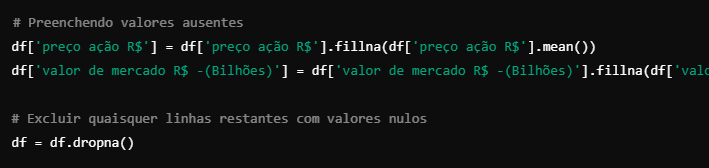 # Preenchendo valores ausentes
df['preço ação R$'] = df['preço ação R$'].fillna(df['preço ação R$'].mean())
df['valor de mercado R$ -(Bilhões)'] = df['valor de mercado R$ -(Bilhões)'].fillna(df['valo
# Excluir quaisquer linhas restantes com valores nulos
df = df.dropna()